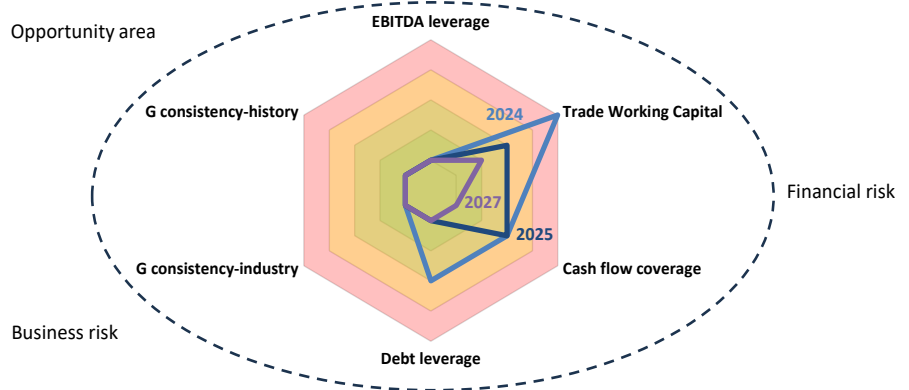 EBITDA leverage
Opportunity area
G consistency-history
2024
Trade Working Capital
Financial risk
2027
2025
G consistency-industry
Cash flow coverage
Business risk
Debt leverage